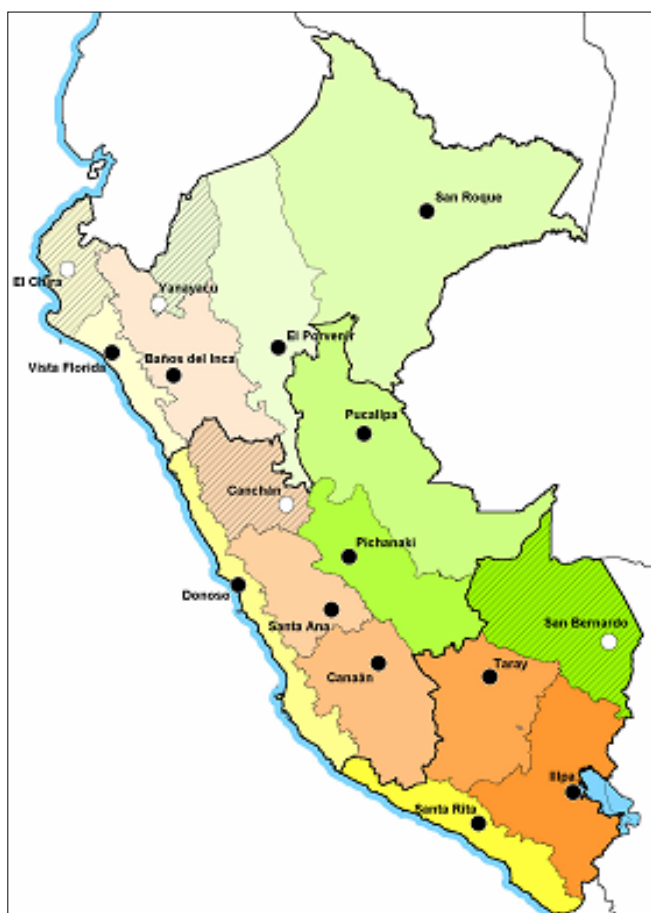 San Roque
El Chira
Yanayacu
El Porvenir
Vista Florida
Baños del Inca
Pucallpa
Canchán
Pichanaki
Donoso
Santa Ana
San Bernardo
Canaán
Taray
Illpa
Santa Rita